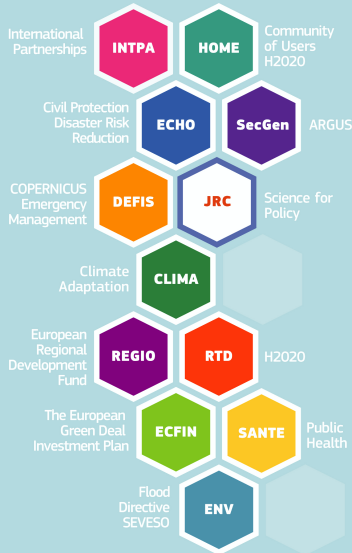 International
Partnerships
INTPA
HOME
Community
of Users
H2020
Civil Protection
Disaster Risk
Reduction
ECHO
SecGen
ARGUS
COPERNICUS
Emergency
Management
DEFIS
JRC
Science for
Policy
Climate
Adaptation
CLIMA
European
Regional
Development
Fund
REGIO
RTD
H2020
The European
Green Deal
Investment Plan
ECFIN
SANTE
Public
Health
Flood
Directive
SEVESO
ENV